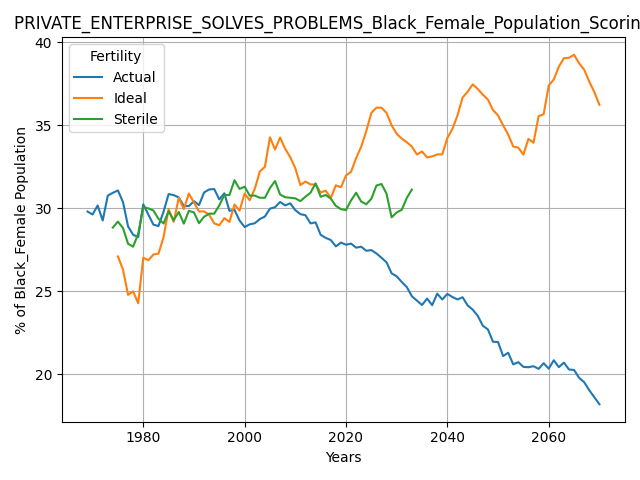 PRIVATE_ENTERPRISE_SOLVES_PROBLEMS_Black_Female_Population_Scorin
40
35
30
25
20
% of Black_Female Population
Fertility
Actual
Ideal
Sterile
1980 2000 2020 2040 2060
Years